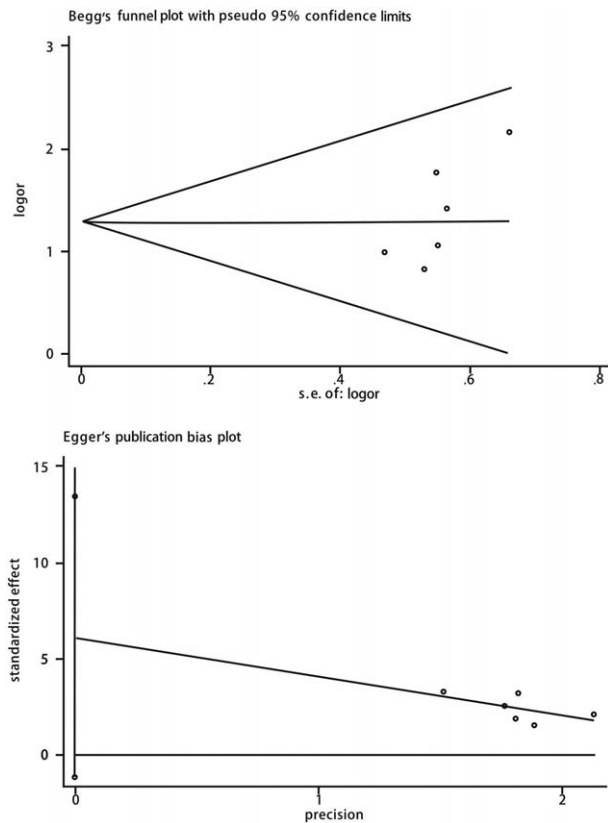 Begg's funnel plot with pseudo 95% confidence limits
3
2
logor
1
0
0 .2 .4 .6 .8
s.e. of: logor
Egger's publication bias plot
15
10
standardized effect
5
0
0 1 2
precision